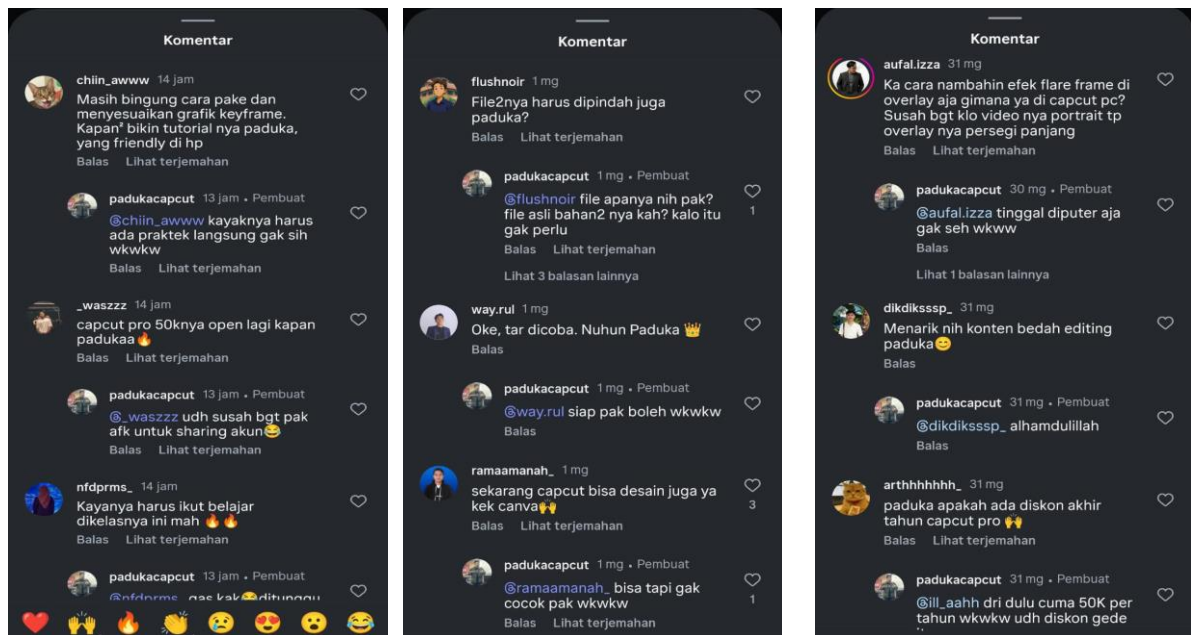 Komentar
chiin_awww 14 jam
Masih bingung cara pake dan
menyesuaikan grafik keyframe.
Kapan² bikin tutorial nya paduka,
yang friendly di hp
Balas Lihat terjemahan
padukacapcut 13 jam • Pembuat
@chiin_awww kayaknya harus
ada praktek langsung gak sih
wkwkw
Balas Lihat terjemahan
_waszzz 14 jam
capcut pro 50knya open lagi kapan
padukaa🔥
Balas Lihat terjemahan
padukacapcut 13 jam • Pembuat
@_waszzz udh susah bgt pak
afk untuk sharing akun😂
Balas Lihat terjemahan
nfdprms_ 14 jam
Kayanya harus ikut belajar
dikelasnya ini mah 🔥🔥
Balas Lihat terjemahan
padukacapcut 13 jam • Pembuat
@nfdprms_ gas kak😂ditunggu
Komentar
flushnoir 1 mg
File2nya harus dipindah juga
paduka?
Balas Lihat terjemahan
padukacapcut 1 mg • Pembuat
@flushnoir file apanya nih pak?
file asli bahan2 nya kah? kalo itu
gak perlu
1
Balas Lihat terjemahan
Lihat 3 balasan lainnya
way.rul 1 mg
Oke, tar dicoba. Nuhun Paduka 👑
Balas
padukacapcut 1 mg • Pembuat
@way.rul siap pak boleh wkwkw
Balas
ramaamanah_ 1 mg
sekarang capcut bisa desain juga ya
kek canva🙌
3
Balas Lihat terjemahan
padukacapcut 1 mg • Pembuat
@ramaamanah_ bisa tapi gak
cocok pak wkwkw
1
Balas Lihat terjemahan
Komentar
aufal.izza 31 mg
Ka cara nambahin efek flare frame di
overlay aja gimana ya di capcut pc?
Susah bgt klo video nya portrait tp
overlay nya persegi panjang
Balas Lihat terjemahan
padukacapcut 30 mg • Pembuat
@aufal.izza tinggal diputer aja
gak seh wkww
Balas
Lihat 1 balasan lainnya
dikdiksssp_ 31 mg
Menarik nih konten bedah editing
paduka😊
Balas
padukacapcut 31 mg • Pembuat
@dikdiksssp_ alhamdulillah
Balas
arthhhhhhh_ 31 mg
paduka apakah ada diskon akhir
tahun capcut pro 🙌
Balas Lihat terjemahan
padukacapcut 31 mg • Pembuat
@ill_aahh dri dulu cuma 50K per
tahun wkwkw udh diskon gede